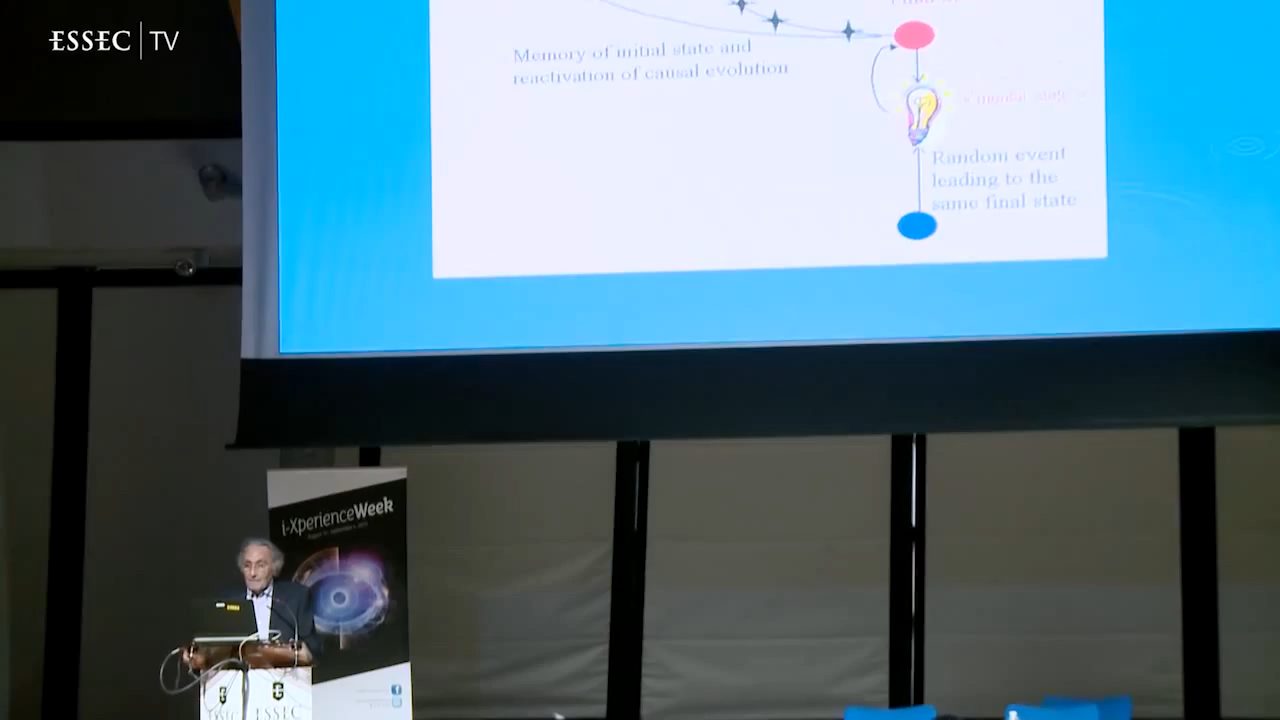 ESSEC TV
Memory of initial state and
reactivation of causal evolution
Random event
leading to the
same final state
i-XperienceWeek
ESSEC